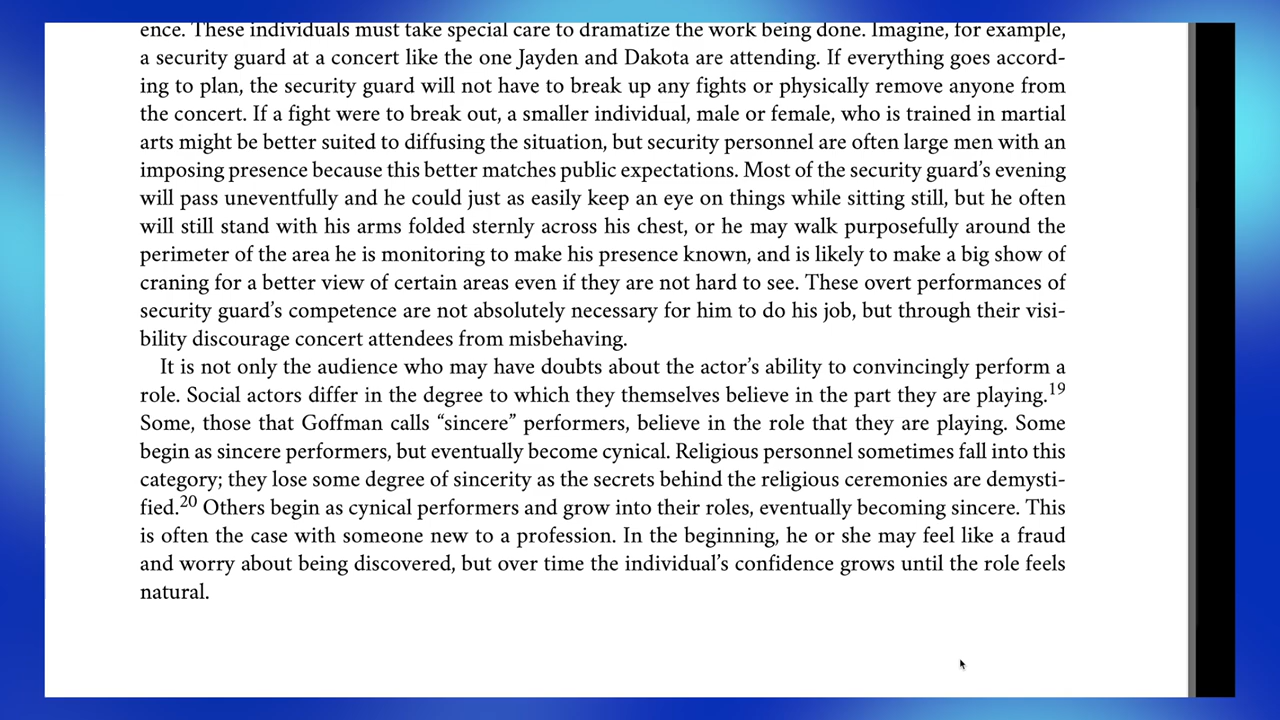 ence. These individuals must take special care to dramatize the work being done. Imagine, for example,
a security guard at a concert like the one Jayden and Dakota are attending. If everything goes accord-
ing to plan, the security guard will not have to break up any fights or physically remove anyone from
the concert. If a fight were to break out, a smaller individual, male or female, who is trained in martial
arts might be better suited to diffusing the situation, but security personnel are often large men with an
imposing presence because this better matches public expectations. Most of the security guard’s evening
will pass uneventfully and he could just as easily keep an eye on things while sitting still, but he often
will still stand with his arms folded sternly across his chest, or he may walk purposefully around the
perimeter of the area he is monitoring to make his presence known, and is likely to make a big show of
craning for a better view of certain areas even if they are not hard to see. These overt performances of
security guard’s competence are not absolutely necessary for him to do his job, but through their visi-
bility discourage concert attendees from misbehaving.
It is not only the audience who may have doubts about the actor’s ability to convincingly perform a
role. Social actors differ in the degree to which they themselves believe in the part they are playing.19
Some, those that Goffman calls “sincere” performers, believe in the role that they are playing. Some
begin as sincere performers, but eventually become cynical. Religious personnel sometimes fall into this
category; they lose some degree of sincerity as the secrets behind the religious ceremonies are demysti-
fied.20 Others begin as cynical performers and grow into their roles, eventually becoming sincere. This
is often the case with someone new to a profession. In the beginning, he or she may feel like a fraud
and worry about being discovered, but over time the individual’s confidence grows until the role feels
natural.